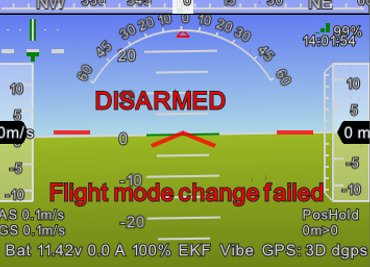 NW 0 NE
60 45 30 20 10 0 10 20 30 45 60
99%
14:01:54
20
DISARMED
10 10
5 5
0m/s 0 0 m
-5 -5
-10 -10 -10
Flight mode change failed
AS 0.1m/s PosHold
GS 0.1m/s -20 0m>0
Bat 11.42v 0.0 A 100% EKF Vibe GPS: 3D dgps